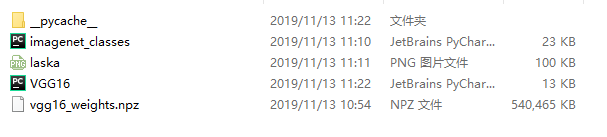 __pycache__ 2019/11/13 11:22 文件夹
imagenet_classes 2019/11/13 11:10 JetBrains PyChar... 23 KB
laska 2019/11/13 11:11 PNG 图片文件 100 KB
VGG16 2019/11/13 11:22 JetBrains PyChar... 13 KB
vgg16_weights.npz 2019/11/13 10:54 NPZ 文件 540,465 KB